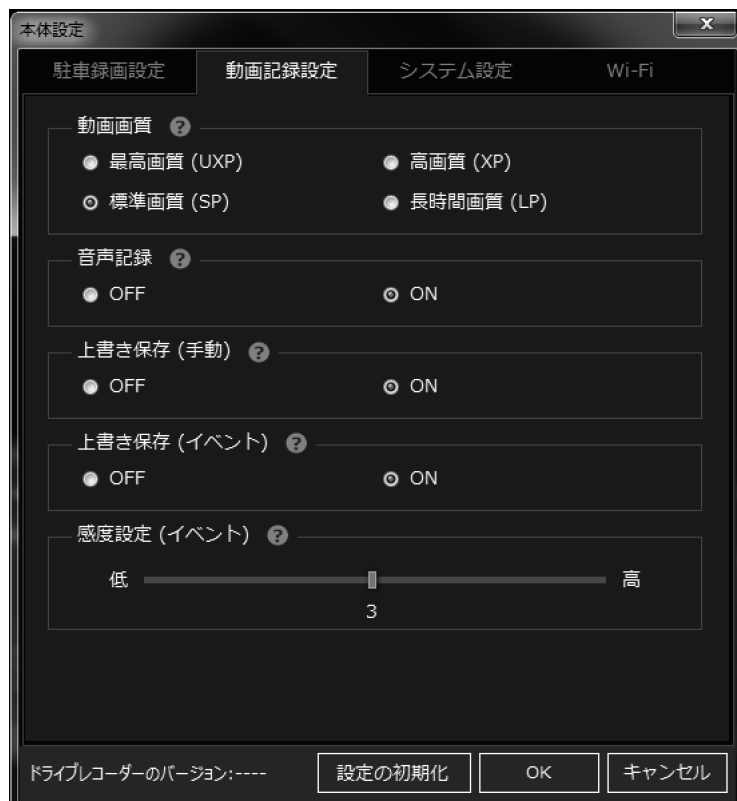 本体設定
x
駐車録画設定 動画記録設定 システム設定 Wi-Fi
動画画質 ?
最高画質 (UXP) 高画質 (XP)
標準画質 (SP) 長時間画質 (LP)
音声記録 ?
OFF ON
上書き保存 (手動) ?
OFF ON
上書き保存 (イベント) ?
OFF ON
感度設定 (イベント) ?
低 高
3
ドライブレコーダーのバージョン:---- 設定の初期化 OK キャンセル